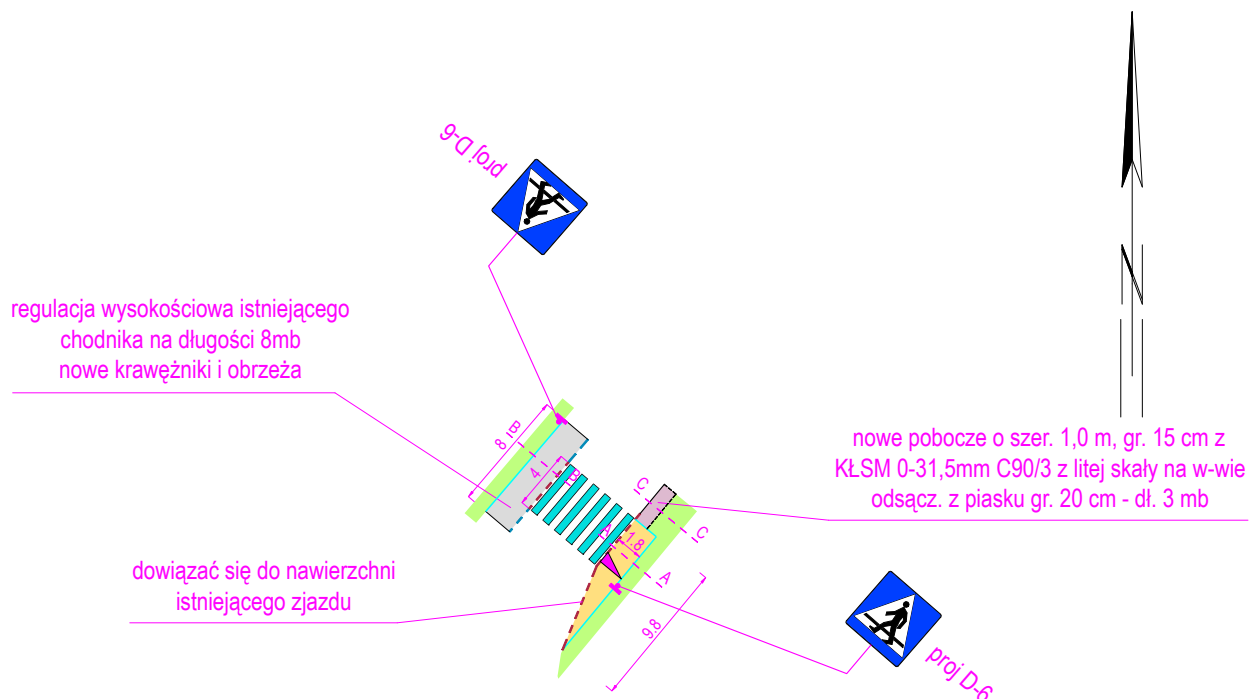 proj D-6
regulacja wysokościowa istniejącego
chodnika na długości 8mb
nowe krawężniki i obrzeża
N
nowe pobocze o szer. 1,0 m, gr. 15 cm z
KŁSM 0-31,5mm C90/3 z litej skały na w-wie
odsącz. z piasku gr. 20 cm - dł. 3 mb
B
8
4
B
C
C
A
1.8
A
9.8
dowiązać się do nawierzchni
istniejącego zjazdu
proj D-6